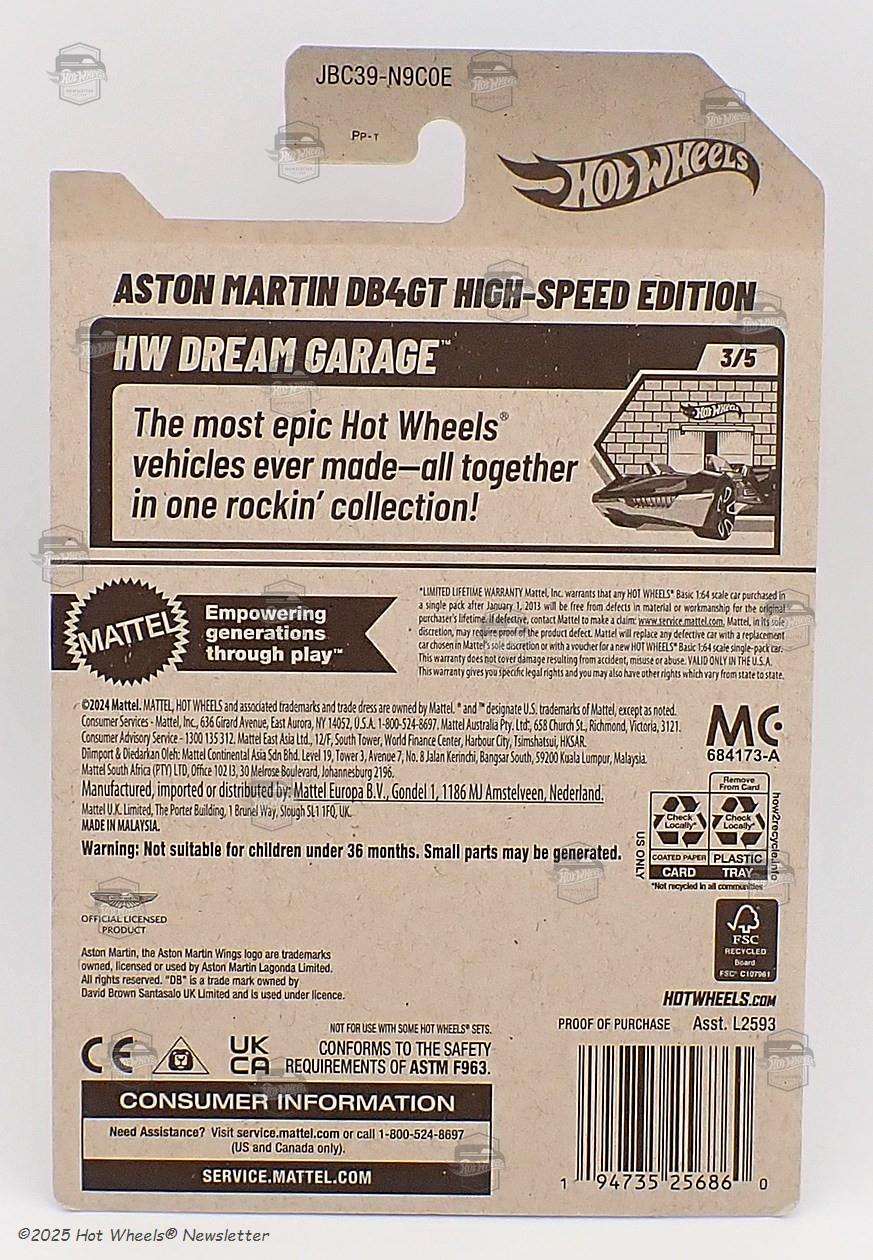 JBC39-N9C0E
PP-T
HOT WHEELS
ASTON MARTIN DB4GT HIGH-SPEED EDITION
HW DREAM GARAGE™
3/5
The most epic Hot Wheels®
vehicles ever made—all together
in one rockin' collection!
Hot Wheels
MATTEL
Empowering
generations
through play™
*LIMITED LIFETIME WARRANTY Mattel, Inc. warrants that any HOT WHEELS® Basic 1:64 scale car purchased in
a single pack after January 1, 2013 will be free from defects in material or workmanship for the original
purchaser's lifetime. If defective, contact Mattel to make a claim: www.service.mattel.com. Mattel, in its sole
discretion, may require proof of the product defect. Mattel will replace any defective car with a replacement
car chosen in Mattel's sole discretion or with a voucher for a new HOT WHEELS® Basic 1:64 scale single-pack car.
This warranty does not cover damage resulting from accident, misuse or abuse. VALID ONLY IN THE U.S.A.
This warranty gives you specific legal rights and you may also have other rights which vary from state to state.
©2024 Mattel. MATTEL, HOT WHEELS and associated trademarks and trade dress are owned by Mattel. ® and ™ designate U.S. trademarks of Mattel, except as noted.
Consumer Services - Mattel, Inc., 636 Girard Avenue, East Aurora, NY 14052, U.S.A. 1-800-524-8697. Mattel Australia Pty. Ltd., 658 Church St., Richmond, Victoria, 3121.
Consumer Advisory Service - 1300 135 312. Mattel East Asia Ltd., 12/F, South Tower, World Finance Center, Harbour City, Tsimshatsui, HKSAR.
Diimport & Diedarkan Oleh: Mattel Continental Asia Sdn Bhd. Level 19, Tower 3, Avenue 7, No. 8 Jalan Kerinchi, Bangsar South, 59200 Kuala Lumpur, Malaysia.
Mattel South Africa (PTY) LTD, Office 102 I3, 30 Melrose Boulevard, Johannesburg 2196.
Manufactured, imported or distributed by: Mattel Europa B.V., Gondel 1, 1186 MJ Amstelveen, Nederland.
Mattel U.K. Limited, The Porter Building, 1 Brunel Way, Slough SL1 1FQ, UK.
MADE IN MALAYSIA.
Warning: Not suitable for children under 36 months. Small parts may be generated.
MC
684173-A
Remove
From Card
Check
Locally*
Check
Locally*
COATED PAPER
PLASTIC
CARD
TRAY
US ONLY
how2recycle.info
*Not recycled in all communities
OFFICIAL LICENSED
PRODUCT
FSC
RECYCLED
Board
FSC® C107961
Aston Martin, the Aston Martin Wings logo are trademarks
owned, licensed or used by Aston Martin Lagonda Limited.
All rights reserved. "DB" is a trade mark owned by
David Brown Santasalo UK Limited and is used under licence.
HOTWHEELS.COM
PROOF OF PURCHASE Asst. L2593
NOT FOR USE WITH SOME HOT WHEELS® SETS.
CE
UK
CA
CONFORMS TO THE SAFETY
REQUIREMENTS OF ASTM F963.
CONSUMER INFORMATION
Need Assistance? Visit service.mattel.com or call 1-800-524-8697
(US and Canada only).
SERVICE.MATTEL.COM
1 94735 25686 0
©2025 Hot Wheels® Newsletter